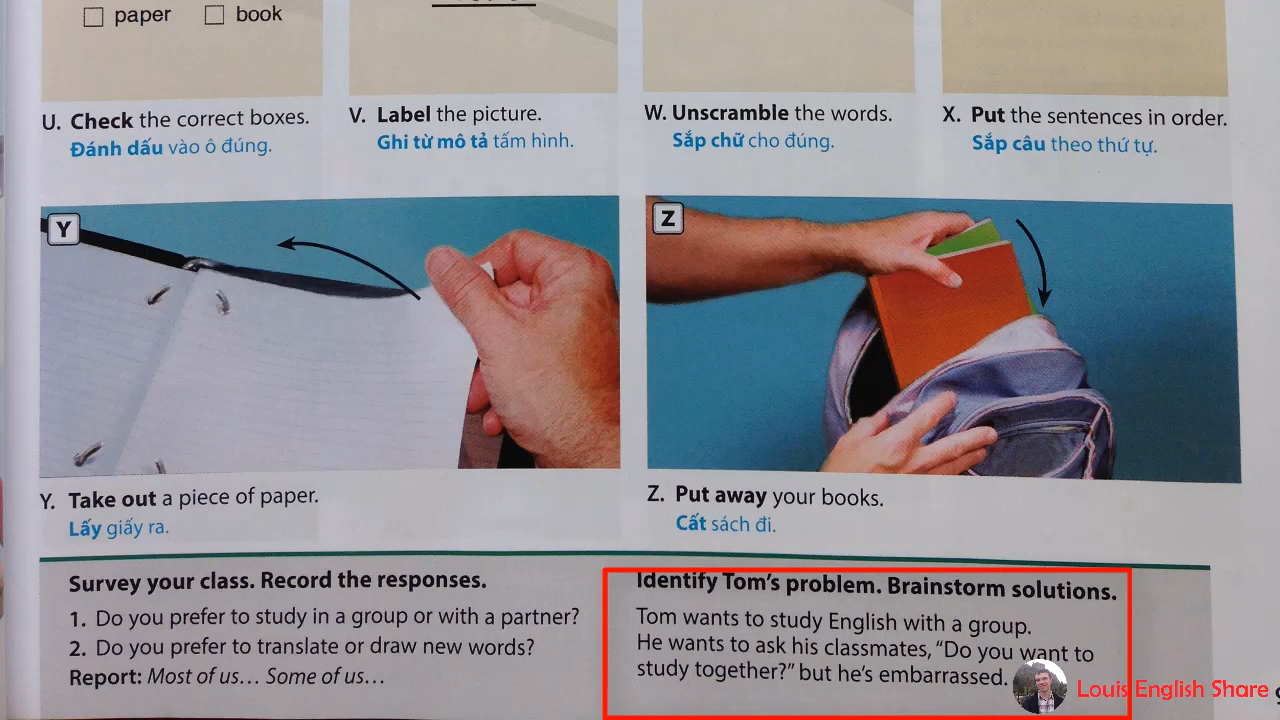 paper book
U. Check the correct boxes.
Đánh dấu vào ô đúng.
V. Label the picture.
Ghi từ mô tả tấm hình.
W. Unscramble the words.
Sắp chữ cho đúng.
X. Put the sentences in order.
Sắp câu theo thứ tự.
Y
Z
Y. Take out a piece of paper.
Lấy giấy ra.
Z. Put away your books.
Cất sách đi.
Survey your class. Record the responses.
1. Do you prefer to study in a group or with a partner?
2. Do you prefer to translate or draw new words?
Report: Most of us... Some of us...
Identify Tom's problem. Brainstorm solutions.
Tom wants to study English with a group.
He wants to ask his classmates, "Do you want to
study together?" but he's embarrassed.
Louis English Share